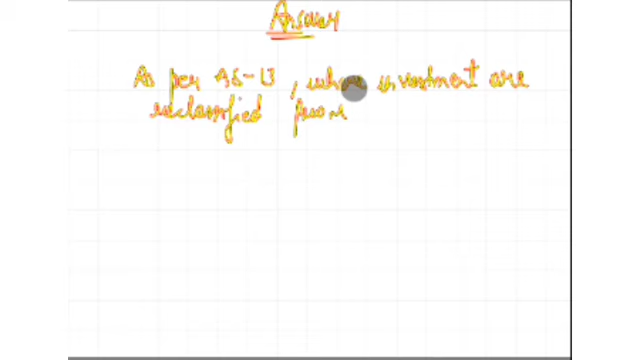 Answer
As per AS-13, where investment are
reclassified from